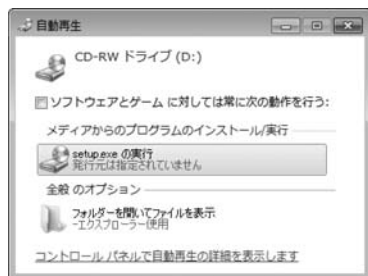 自動再生
CD-RW ドライブ (D:)
ソフトウェアとゲーム に対しては常に次の動作を行う:
メディアからのプログラムのインストール/実行
setup.exe の実行
発行元は指定されていません
全般 のオプション
フォルダーを開いてファイルを表示
-エクスプローラー使用
コントロール パネルで自動再生の詳細を表示します